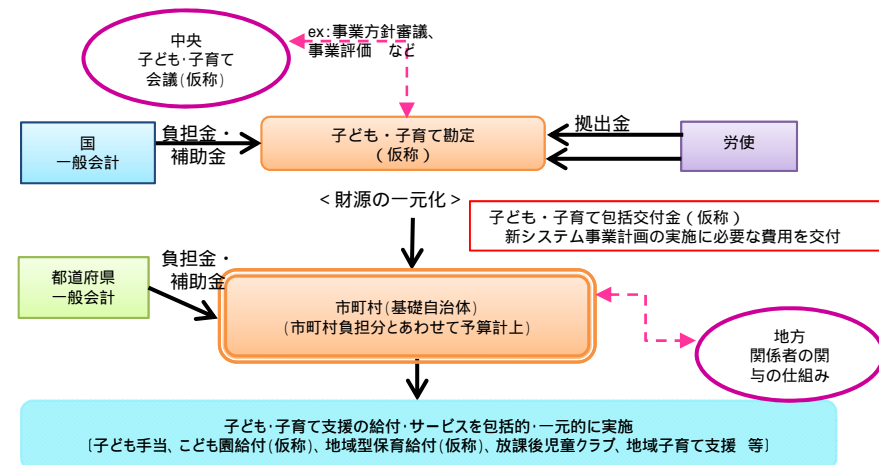 中央
子ども・子育て
会議(仮称)
ex:事業方針審議、
事業評価　など
国
一般会計
負担金・
補助金
子ども・子育て勘定
(仮称)
拠出金
労使
<財源の一元化>
子ども・子育て包括交付金(仮称)
新システム事業計画の実施に必要な費用を交付
都道府県
一般会計
負担金・
補助金
市町村(基礎自治体)
(市町村負担分とあわせて予算計上)
地方
関係者の関
与の仕組み
子ども・子育て支援の給付・サービスを包括的・一元的に実施
〔子ども手当、こども園給付(仮称)、地域型保育給付(仮称)、放課後児童クラブ、地域子育て支援　等〕